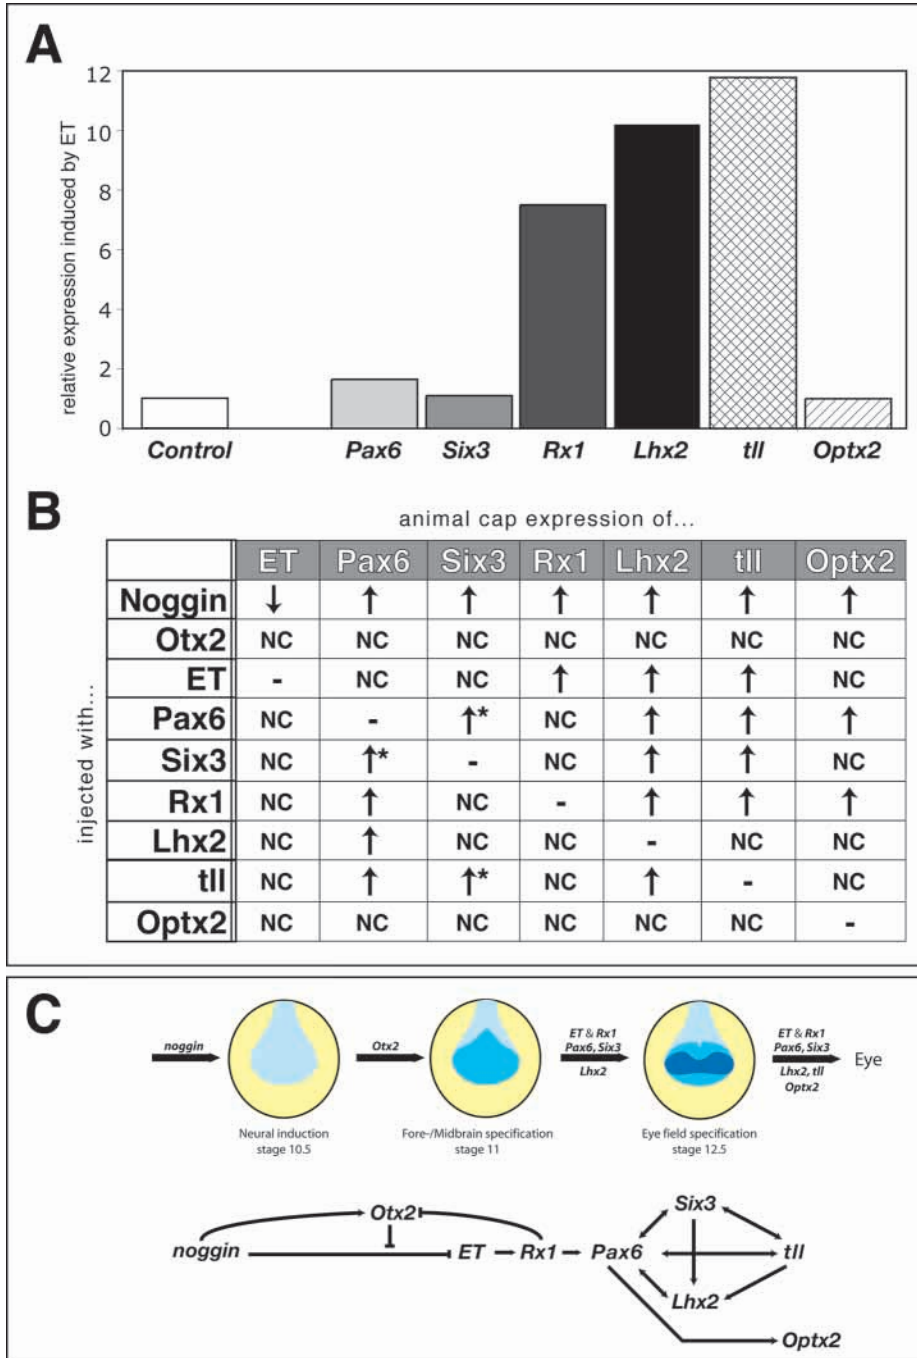 A
relative expression induced by ET
12
10
8
6
4
2
0
Control Pax6 Six3 Rx1 Lhx2 tll Optx2
B
animal cap expression of...
injected with...
ET Pax6 Six3 Rx1 Lhx2 tll Optx2
Noggin ↓ ↑ ↑ ↑ ↑ ↑ ↑
Otx2 NC NC NC NC NC NC NC
ET - NC NC ↑ ↑ ↑ NC
Pax6 NC - ↑* NC ↑ ↑ ↑
Six3 NC ↑* - NC ↑ ↑ NC
Rx1 NC ↑ NC - ↑ ↑ ↑
Lhx2 NC ↑ NC NC - NC NC
tll NC ↑ ↑* NC ↑ - NC
Optx2 NC NC NC NC NC NC -
C
noggin
Neural induction
stage 10.5
Otx2
Fore-/Midbrain specification
stage 11
ET & Rx1
Pax6, Six3
Lhx2
Eye field specification
stage 12.5
ET & Rx1
Pax6, Six3
Lhx2, tll
Optx2
Eye
Six3
Otx2
noggin ET Rx1 Pax6 tll
Lhx2
Optx2